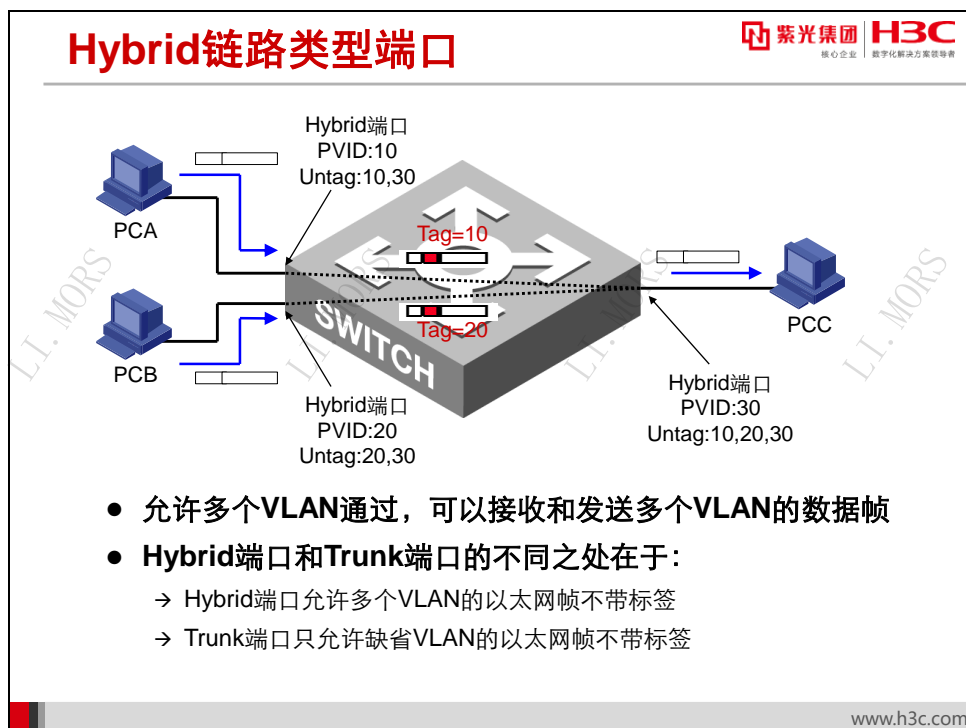 Hybrid链路类型端口
紫光集团
核心企业
H3C
数字化解决方案领导者
Hybrid端口
PVID:10
Untag:10,30
PCA
Tag=10
PCB
Tag=20
SWITCH
PCC
Hybrid端口
PVID:20
Untag:20,30
Hybrid端口
PVID:30
Untag:10,20,30
LI. MORS
LI. MORS
LI. MORS
LI. MORS
● 允许多个VLAN通过，可以接收和发送多个VLAN的数据帧
● Hybrid端口和Trunk端口的不同之处在于：
→ Hybrid端口允许多个VLAN的以太网帧不带标签
→ Trunk端口只允许缺省VLAN的以太网帧不带标签
www.h3c.com